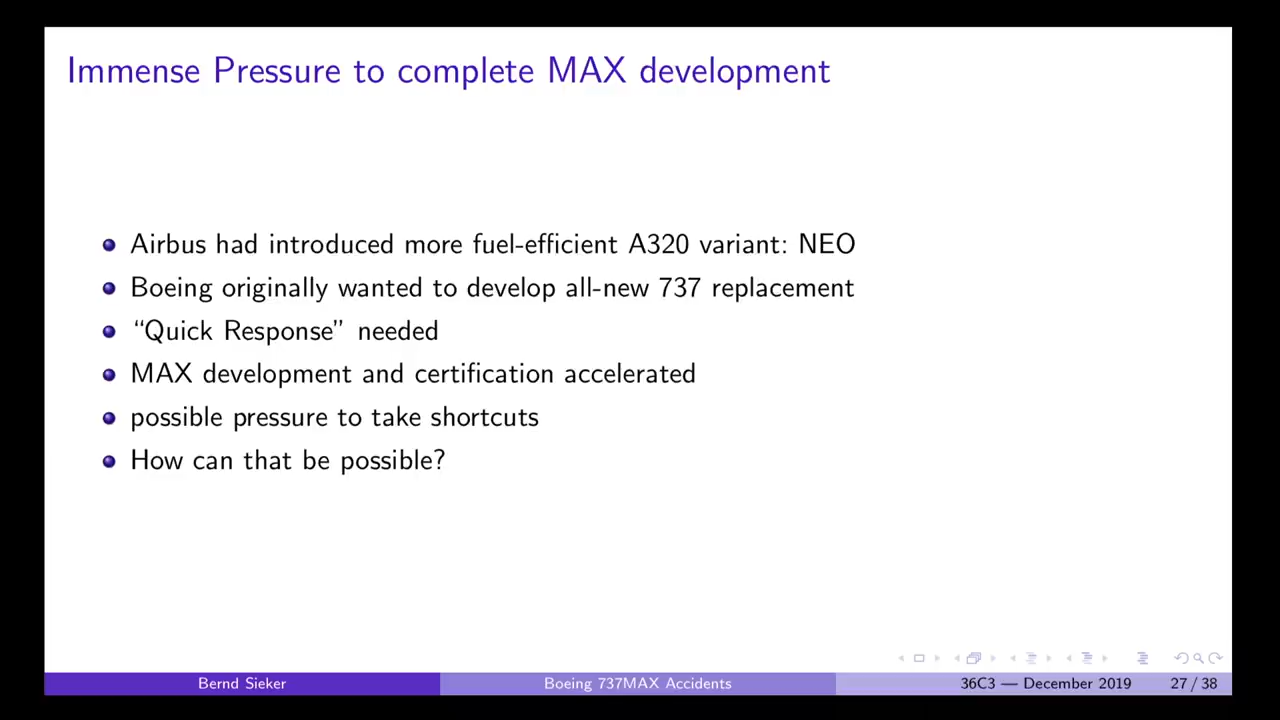 Immense Pressure to complete MAX development
Airbus had introduced more fuel-efficient A320 variant: NEO
Boeing originally wanted to develop all-new 737 replacement
“Quick Response” needed
MAX development and certification accelerated
possible pressure to take shortcuts
How can that be possible?
Bernd Sieker
Boeing 737MAX Accidents
36C3 — December 2019
27 / 38